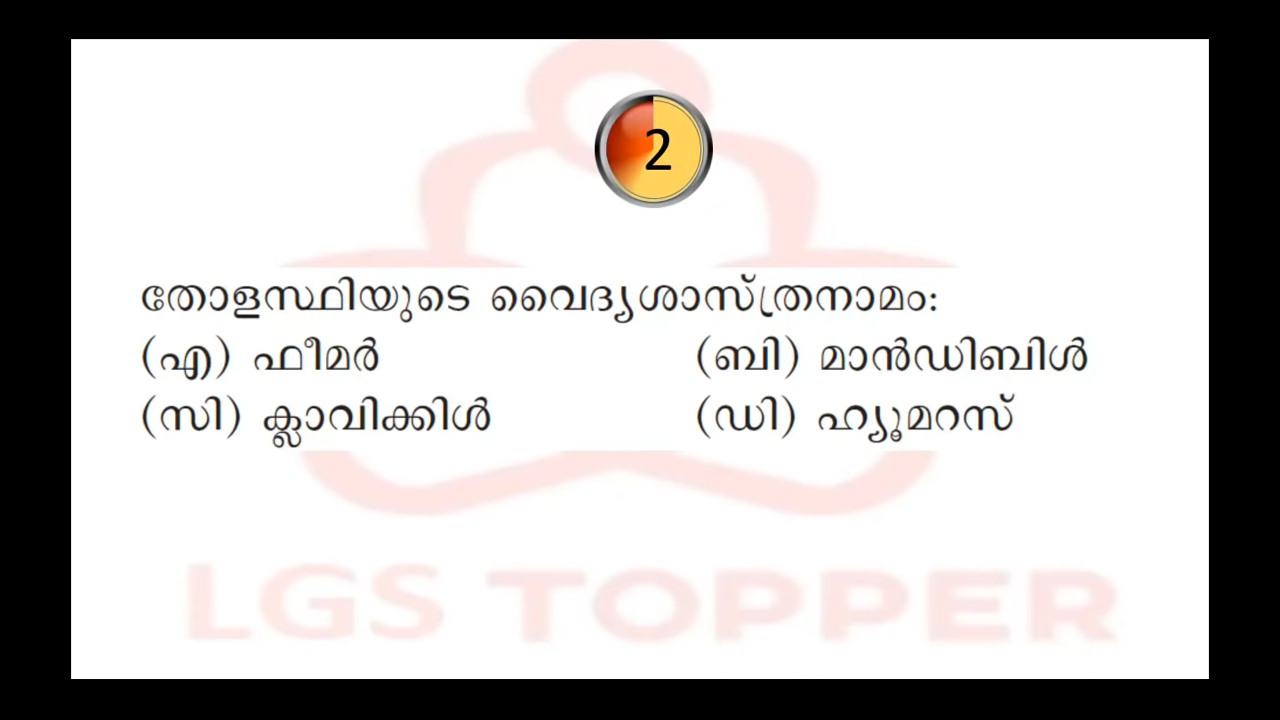 2
തോളസ്ഥിയുടെ വൈദ്യശാസ്ത്രനാമം:
(എ) ഫീമർ (ബി) മാൻഡിബിൾ
(സി) ക്ലാവിക്കിൾ (ഡി) ഹ്യൂമറസ്
LGS TOPPER